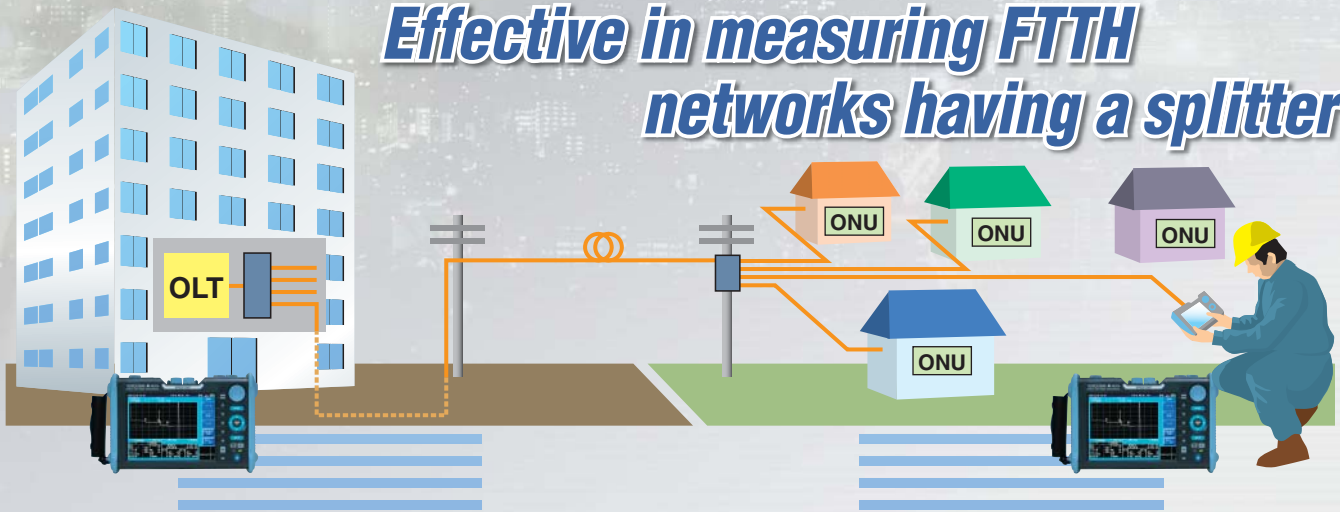 Effective in measuring FTTH
networks having a splitter
OLT
ONU
ONU
ONU
ONU